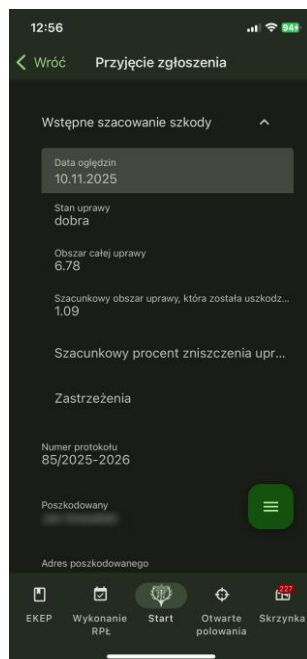 12:56
94+
Wróć Przyjęcie zgłoszenia
Wstępne szacowanie szkody
Data oględzin
10.11.2025
Stan uprawy
dobra
Obszar całej uprawy
6.78
Szacunkowy obszar uprawy, która została uszkodz...
1.09
Szacunkowy procent zniszczenia upr...
Zastrzeżenia
Numer protokołu
85/2025-2026
Poszkodowany
Adres poszkodowanego
227
EKEP Wykonanie Start Otwarte Skrzynka
RPŁ polowania